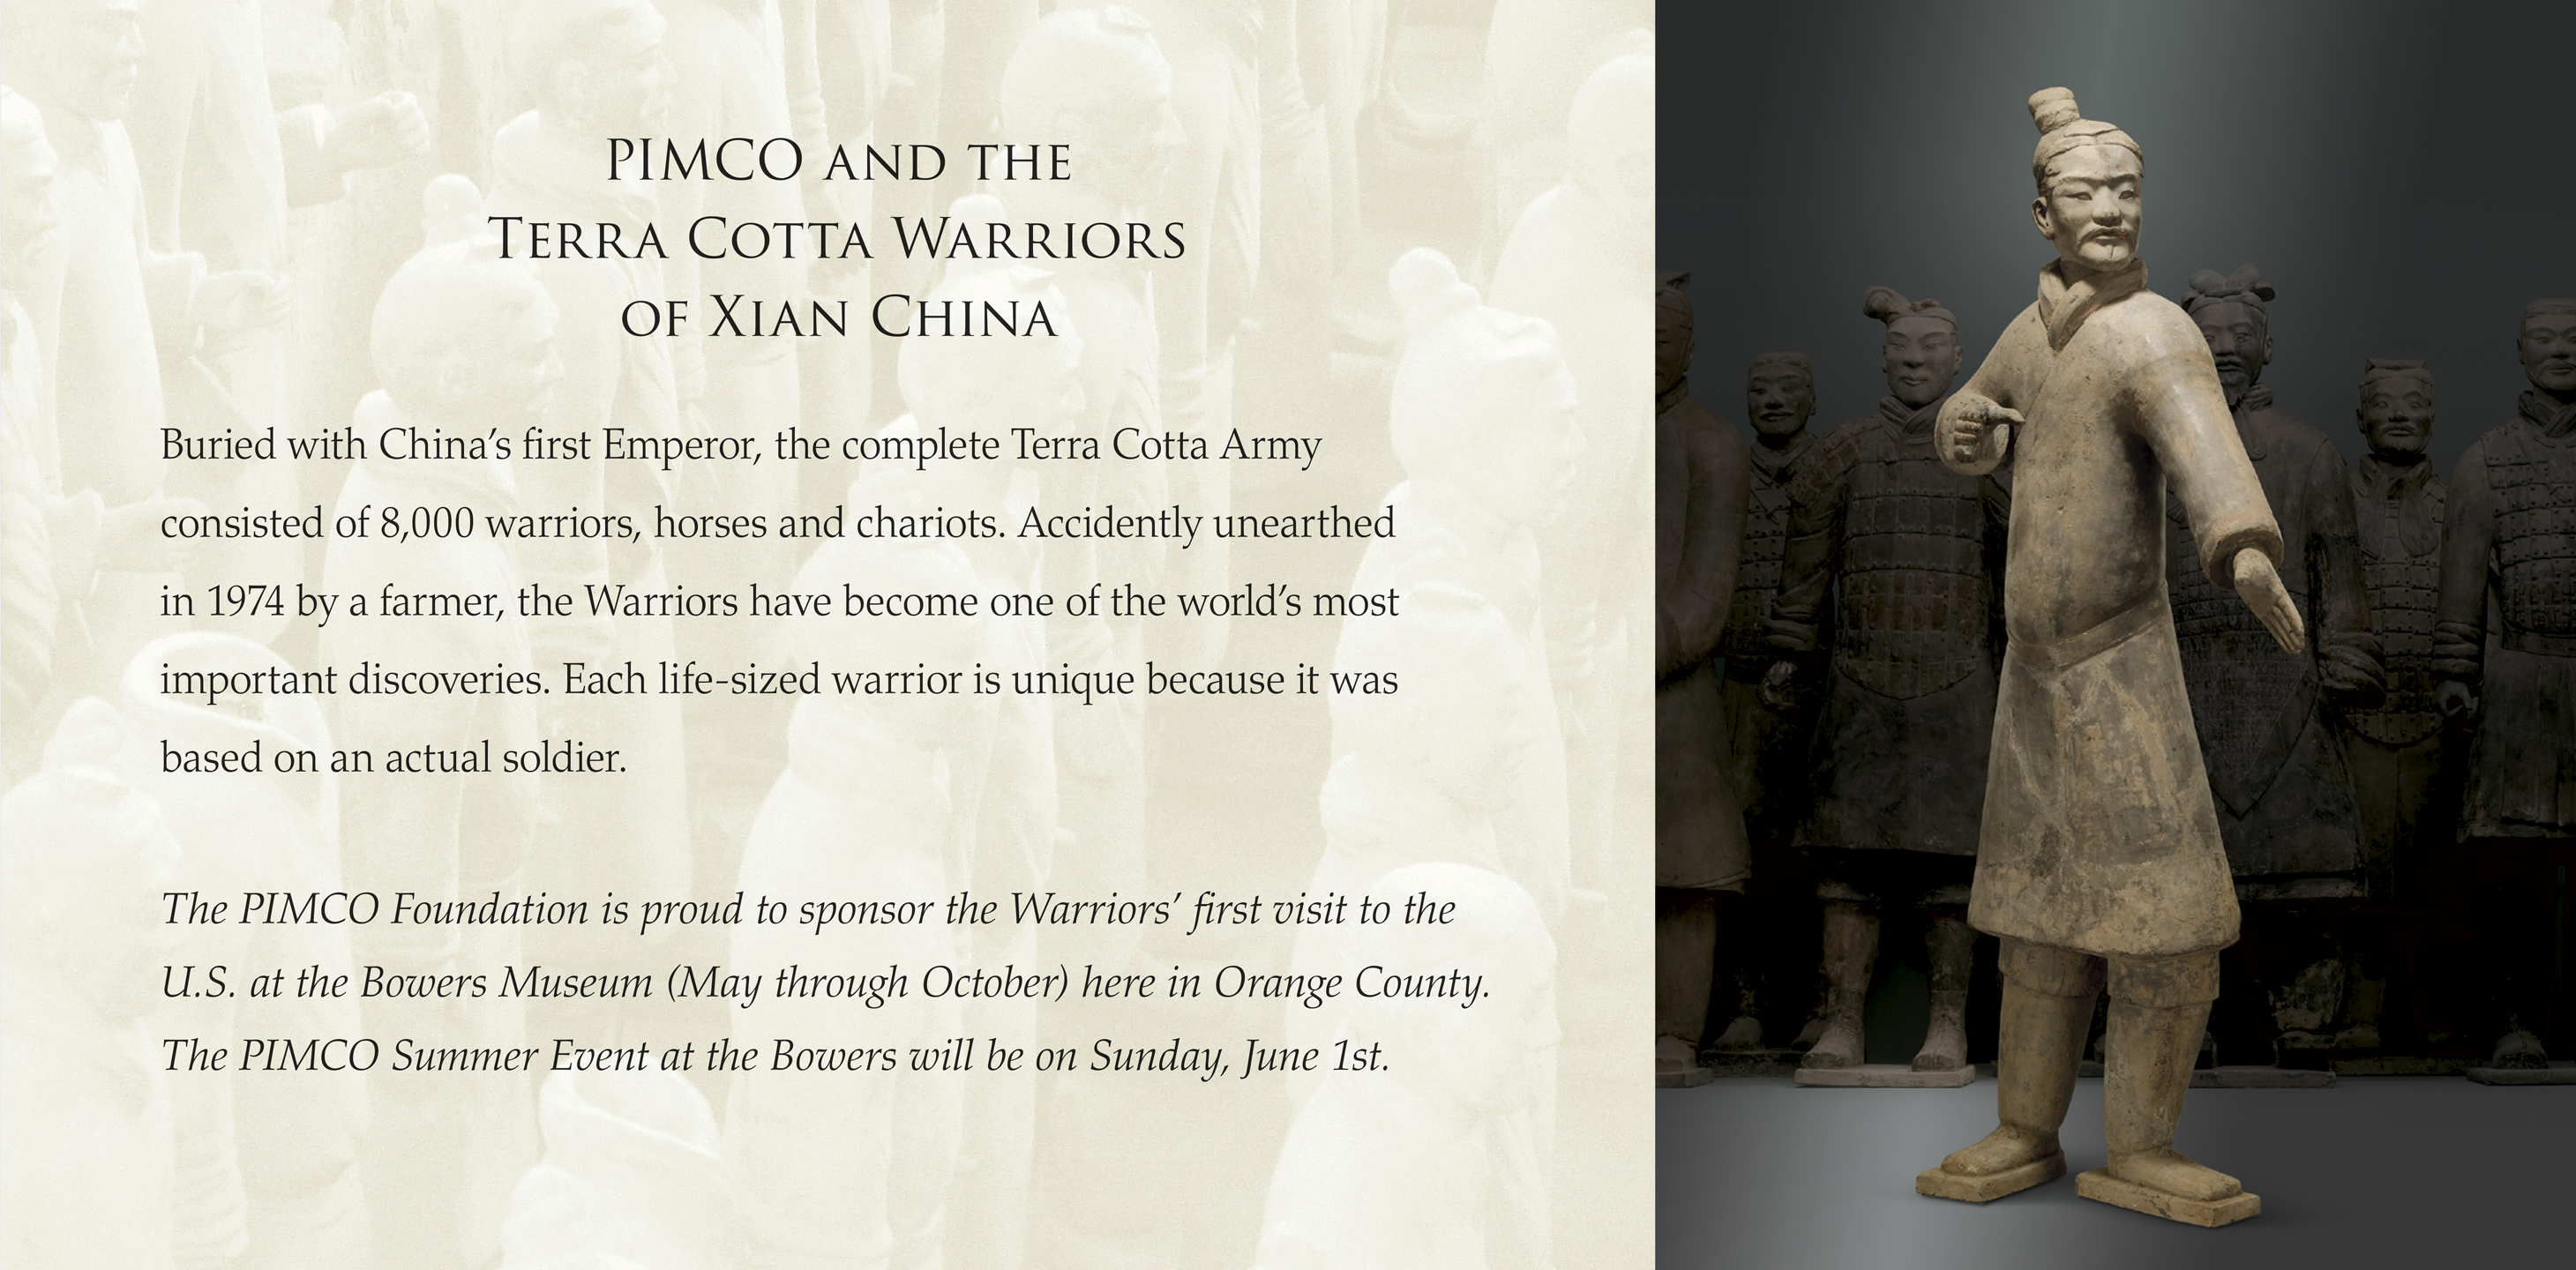 PIMCO AND THE
TERRA COTTA WARRIORS
OF XIAN CHINA
Buried with China’s first Emperor, the complete Terra Cotta Army
consisted of 8,000 warriors, horses and chariots. Accidently unearthed
in 1974 by a farmer, the Warriors have become one of the world’s most
important discoveries. Each life-sized warrior is unique because it was
based on an actual soldier.
The PIMCO Foundation is proud to sponsor the Warriors’ first visit to the
U.S. at the Bowers Museum (May through October) here in Orange County.
The PIMCO Summer Event at the Bowers will be on Sunday, June 1st.